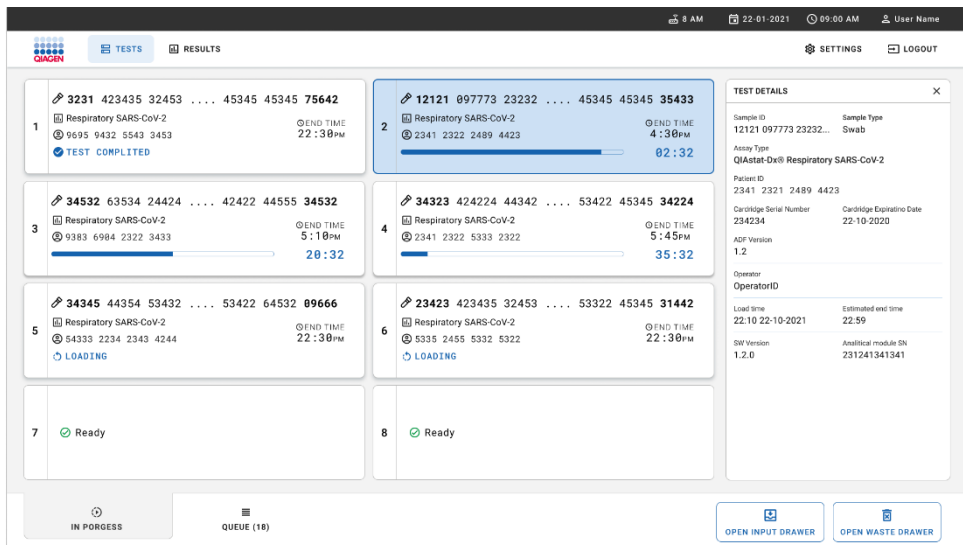 8 AM 22-01-2021 09:00 AM User Name
QIAGEN TESTS RESULTS SETTINGS LOGOUT
1
3231 423435 32453 .... 45345 45345 75642
Respiratory SARS-CoV-2
9695 9432 5543 3453
TEST COMPLITED
END TIME
22:30PM
2
12121 097773 23232 .... 45345 45345 35433
Respiratory SARS-CoV-2
2341 2322 2489 4423
END TIME
4:30PM
02:32
3
34532 63534 24424 .... 42422 44555 34532
Respiratory SARS-CoV-2
9383 6904 2322 3433
END TIME
5:10PM
20:32
4
34323 424224 44342 .... 53422 45345 34224
Respiratory SARS-CoV-2
2341 2322 5333 2322
END TIME
5:45PM
35:32
5
34345 44354 53432 .... 53422 64532 09666
Respiratory SARS-CoV-2
54333 2234 2343 4244
LOADING
END TIME
22:30PM
6
23423 423435 32453 .... 53322 45345 31442
Respiratory SARS-CoV-2
5335 2455 5332 5322
LOADING
END TIME
22:30PM
7
Ready
8
Ready
TEST DETAILS
Sample ID Sample Type
12121 097773 23232... Swab
Assay Type
QIAstat-Dx® Respiratory SARS-CoV-2
Patient ID
2341 2321 2489 4423
Cardridge Serial Number Cardridge Expiratino Date
234234 22-10-2020
ADF Version
1.2
Operator
OperatorID
Load time Estimated end time
22:10 22-10-2021 22:59
SW Version Analitical module SN
1.2.0 231241341341
IN PORGESS
QUEUE (18)
OPEN INPUT DRAWER
OPEN WASTE DRAWER